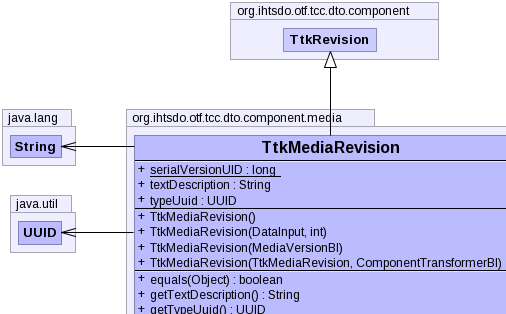 org.ihtsdo.otf.tcc.dto.component
TtkRevision
java.lang
String
org.ihtsdo.otf.tcc.dto.component.media
TtkMediaRevision
+ serialVersionUID : long
+ textDescription : String
+ typeUuid : UUID
java.util
UUID
+ TtkMediaRevision()
+ TtkMediaRevision(DataInput, int)
+ TtkMediaRevision(MediaVersionBI)
+ TtkMediaRevision(TtkMediaRevision, ComponentTransformerBI)
+ equals(Object) : boolean
+ getTextDescription() : String
+ getTypeUuid() : UUID